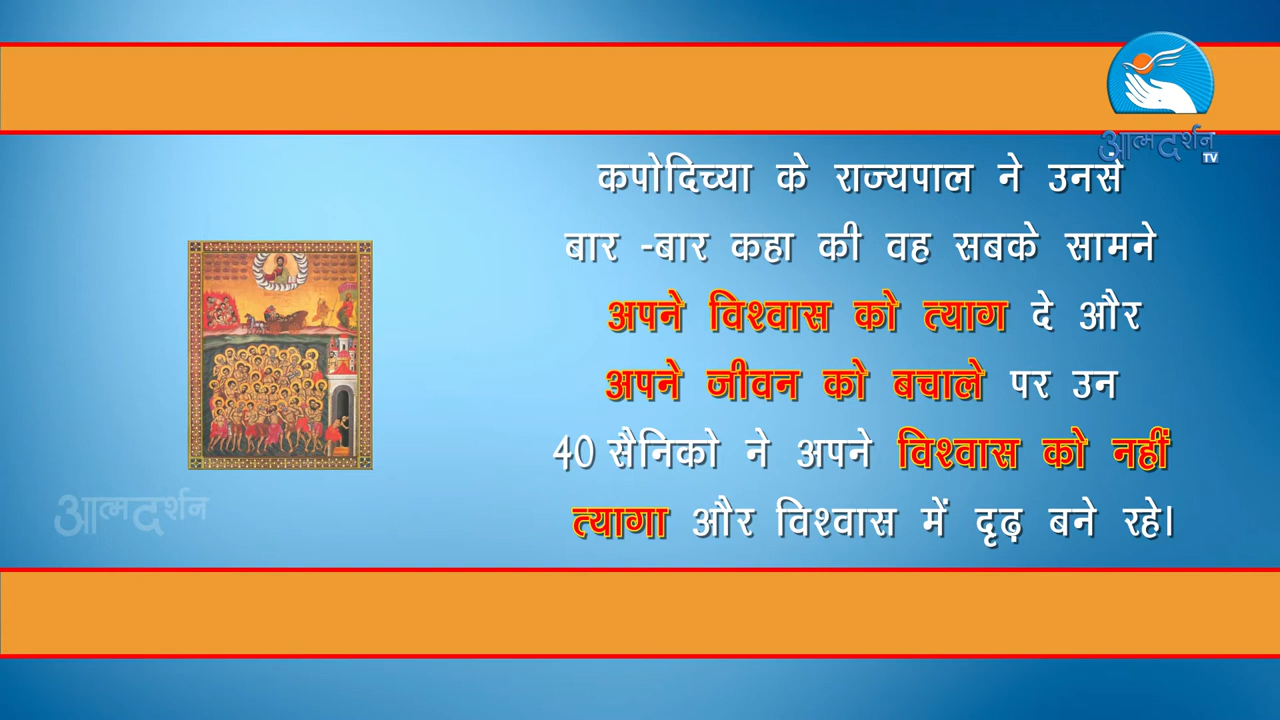 आत्मदर्शन
TV
कपोदिच्या के राज्यपाल ने उनसे
बार -बार कहा की वह सबके सामने
अपने विश्वास को त्याग दे और
अपने जीवन को बचाले पर उन
40 सैनिको ने अपने विश्वास को नहीं
त्यागा और विश्वास में दृढ़ बने रहे।
आत्मदर्शन